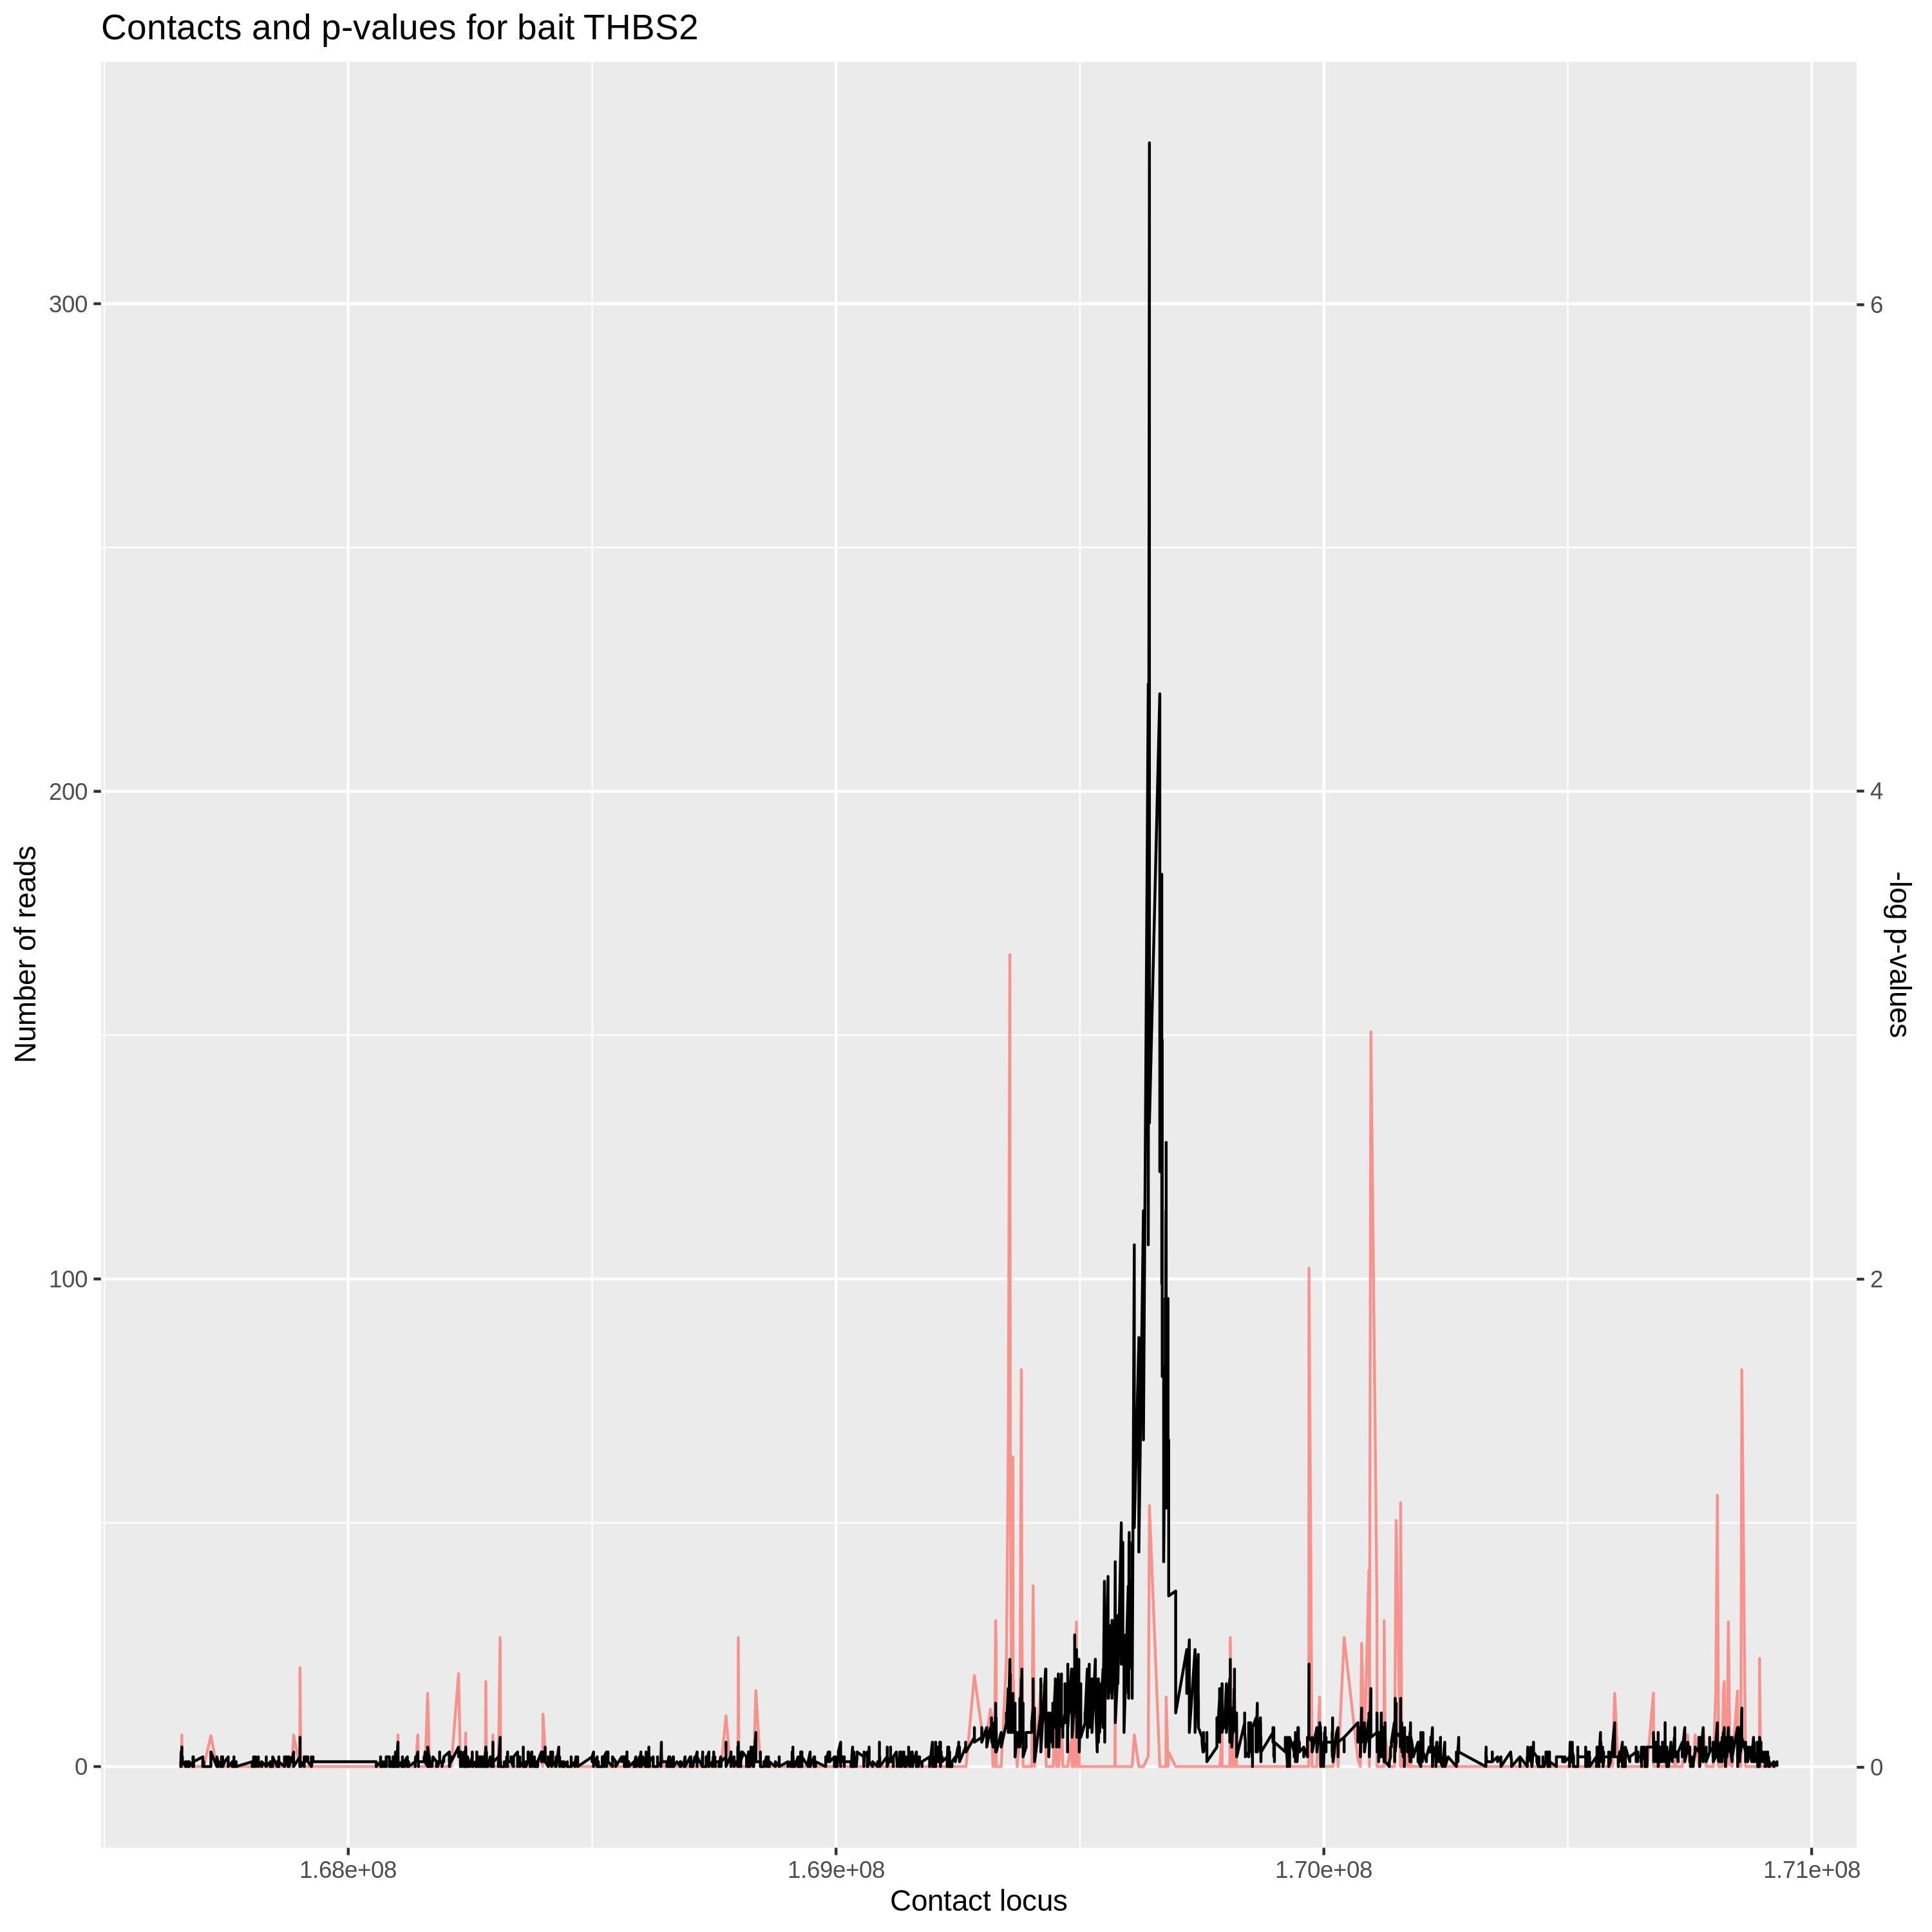 Contacts and p-values for bait THBS2
300
200
100
0
Number of reads
6
4
2
0
-log p-values
1.68e+08
1.69e+08
1.70e+08
1.71e+08
Contact locus